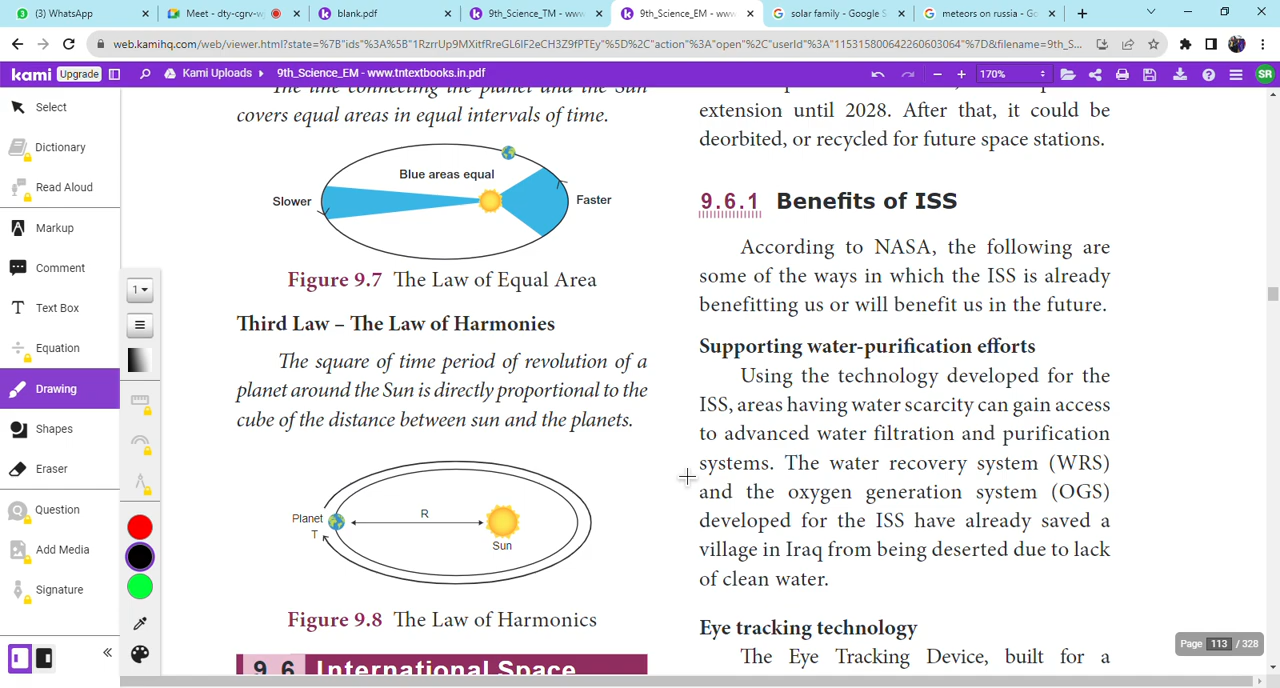 (3) WhatsApp
Meet - dty-cgrv-w
blank.pdf
9th_Science_TM - www
9th_Science_EM - www
solar family - Google S
meteors on russia - Go
web.kamihq.com/web/viewer.html?state=%7B"ids"%3A%5B"1RzrrUp9MXitfRreGL6IF2eCH3Z9fPTEy"%5D%2C"action"%3A"open"%2C"userId"%3A"115315800642260603064"%7D&filename=9th_S...
kami Upgrade
Kami Uploads
9th_Science_EM - www.tntextbooks.in.pdf
170%
SR
Select
Dictionary
Read Aloud
Markup
Comment
Text Box
Equation
Drawing
Shapes
Eraser
Question
Add Media
Signature
1
The line connecting the planet and the Sun
covers equal areas in equal intervals of time.
Blue areas equal
Slower
Faster
Figure 9.7 The Law of Equal Area
Third Law – The Law of Harmonies
The square of time period of revolution of a
planet around the Sun is directly proportional to the
cube of the distance between sun and the planets.
Planet
T
R
Sun
Figure 9.8 The Law of Harmonics
9.6 International Space
extension until 2028. After that, it could be
deorbited, or recycled for future space stations.
9.6.1 Benefits of ISS
According to NASA, the following are
some of the ways in which the ISS is already
benefitting us or will benefit us in the future.
Supporting water-purification efforts
Using the technology developed for the
ISS, areas having water scarcity can gain access
to advanced water filtration and purification
systems. The water recovery system (WRS)
and the oxygen generation system (OGS)
developed for the ISS have already saved a
village in Iraq from being deserted due to lack
of clean water.
Eye tracking technology
The Eye Tracking Device, built for a
Page 113 / 328